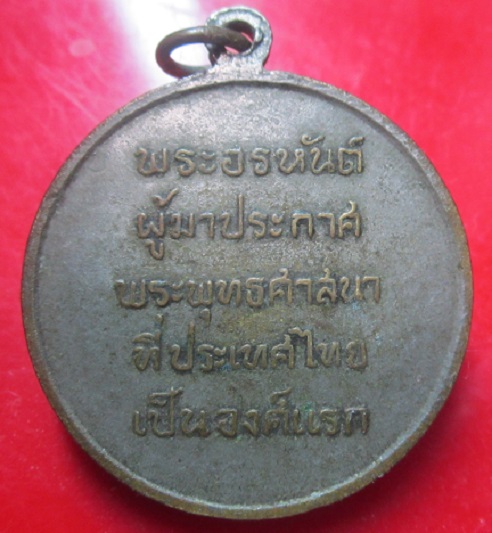 พระอรหันต์
ผู้มาประกาศ
พระพุทธศาสนา
ที่ประเทศไทย
เป็นองค์แรก